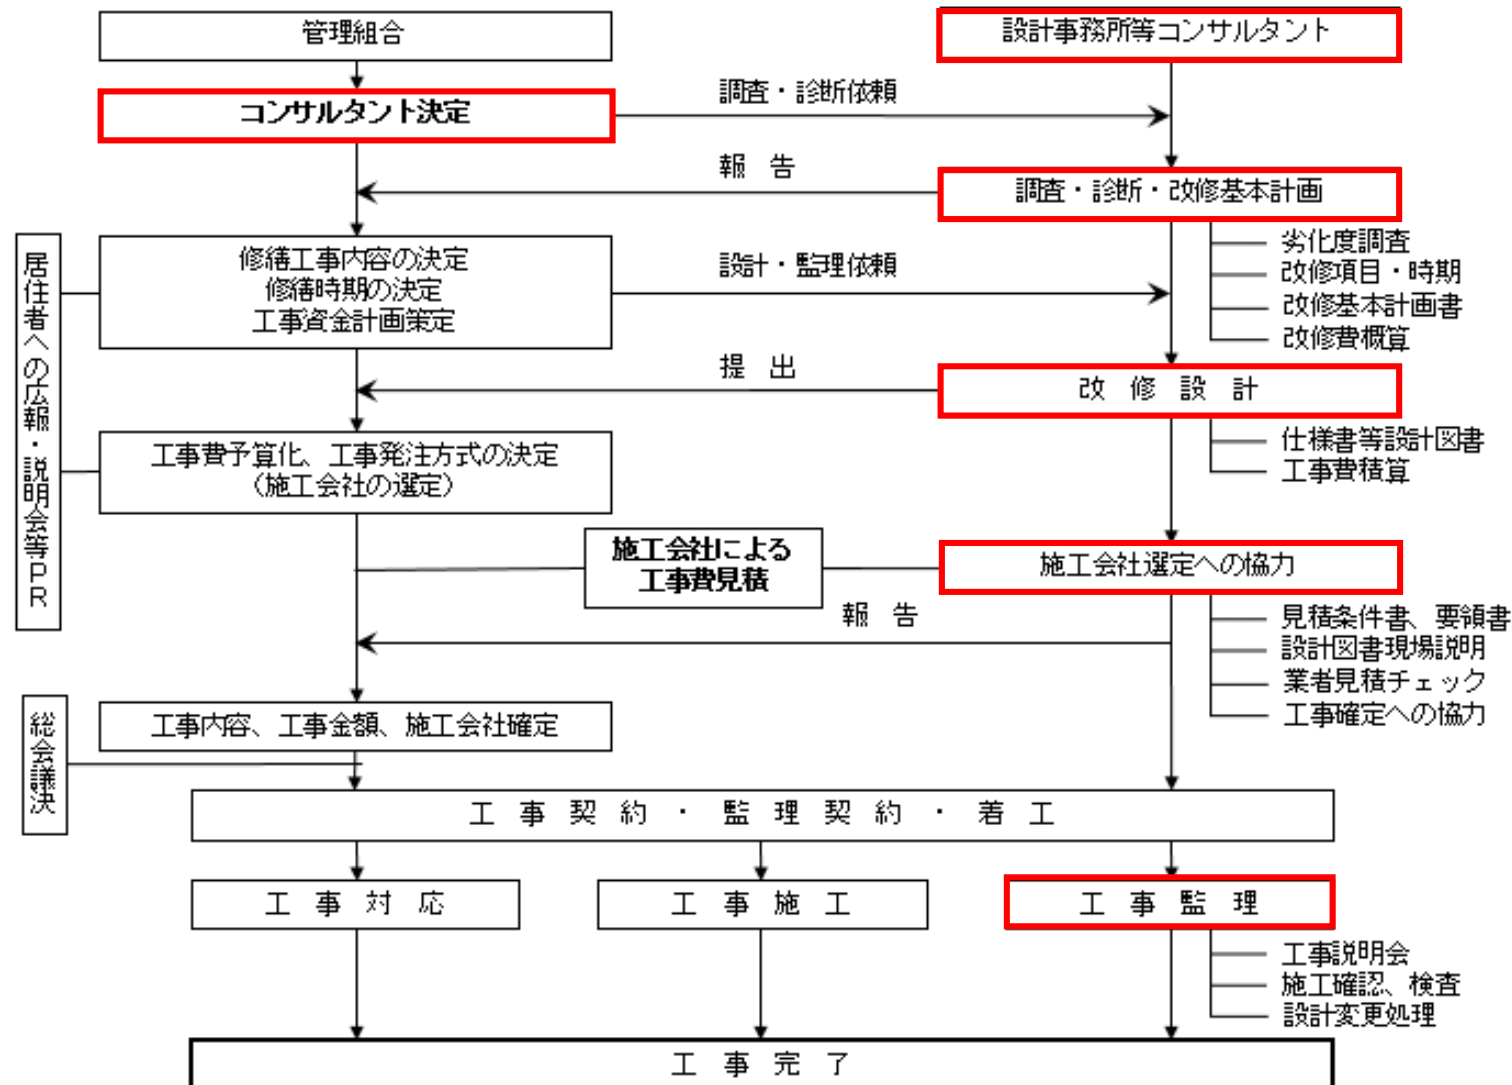 管理組合
設計事務所等コンサルタント
コンサルタント決定
調査・診断依頼
報 告
調査・診断・改修基本計画
劣化度調査
改修項目・時期
改修基本計画書
改修費概算
居住者への広報・説明会等PR
修繕工事内容の決定
修繕時期の決定
工事資金計画策定
設計・監理依頼
提 出
改 修 設 計
仕様書等設計図書
工事費積算
工事費予算化、工事発注方式の決定
(施工会社の選定)
施工会社による
工事費見積
施工会社選定への協力
見積条件書、要領書
設計図書現場説明
業者見積チェック
工事確定への協力
報 告
総会議決
工事内容、工事金額、施工会社確定
工 事 契 約 ・ 監 理 契 約 ・ 着 工
工 事 対 応
工 事 施 工
工 事 監 理
工事説明会
施工確認、検査
設計変更処理
工 事 完 了